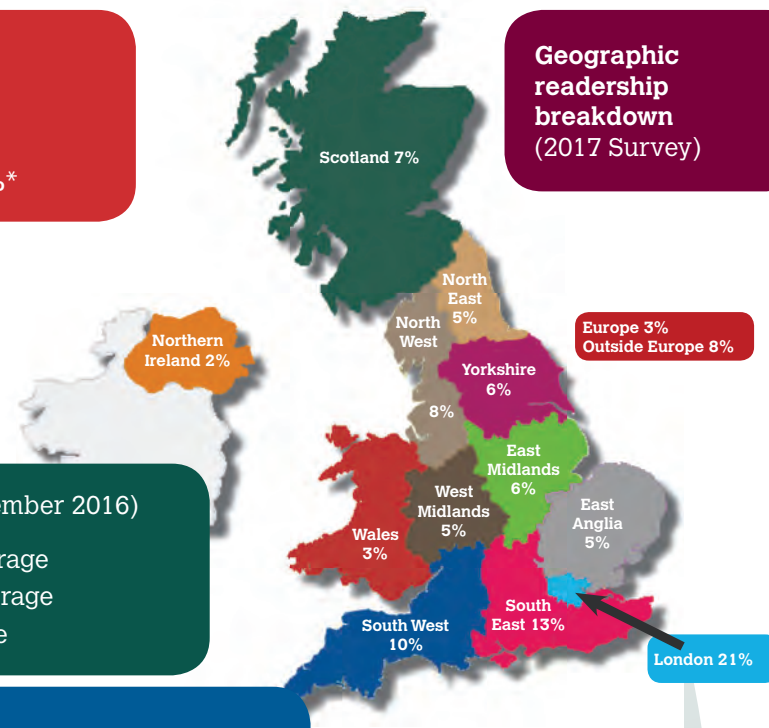 Geographic
readership
breakdown
(2017 Survey)
%*
Scotland 7%
North
East
5%
North
West
8%
Northern
Ireland 2%
Europe 3%
Outside Europe 8%
Yorkshire
6%
East
Midlands
6%
West
Midlands
5%
East
Anglia
5%
Wales
3%
South West
10%
South
East 13%
London 21%
ember 2016)
rage
rage
e